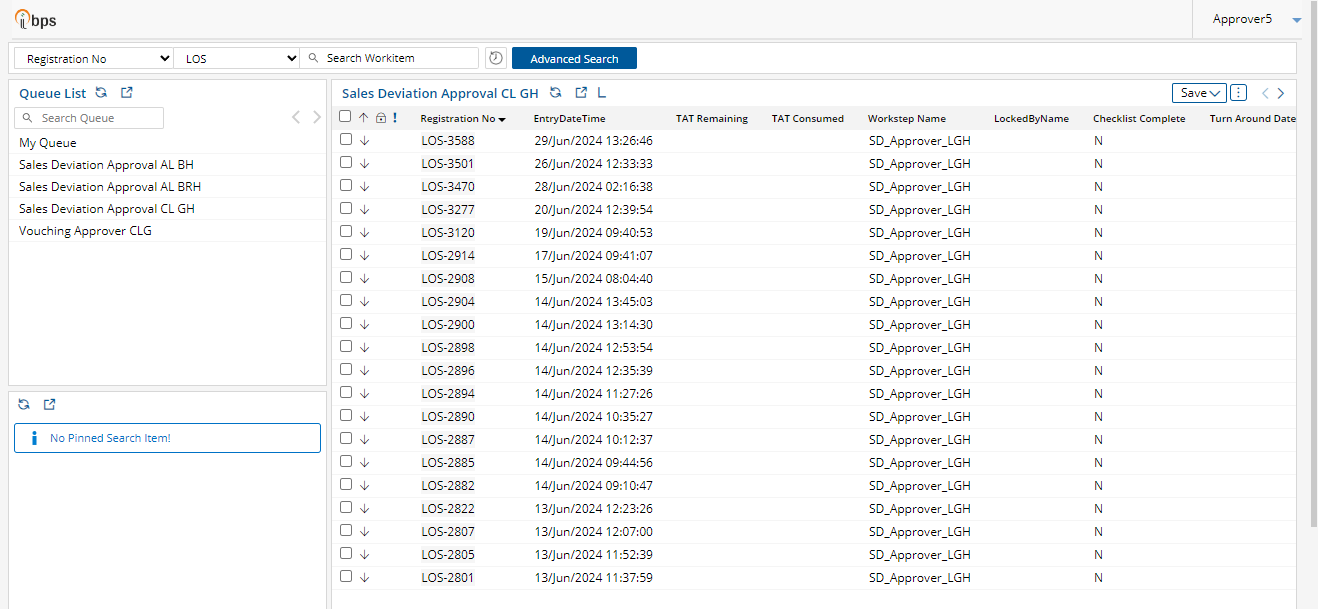 ibps
Approver5
Registration No LOS Search Workitem Advanced Search
Queue List
Search Queue
My Queue
Sales Deviation Approval AL BH
Sales Deviation Approval AL BRH
Sales Deviation Approval CL GH
Vouching Approver CLG
No Pinned Search Item!
Sales Deviation Approval CL GH Save
Registration No EntryDateTime TAT Remaining TAT Consumed Workstep Name LockedByName Checklist Complete Turn Around Date
LOS-3588 29/Jun/2024 13:26:46 SD_Approver_LGH N
LOS-3501 26/Jun/2024 12:33:33 SD_Approver_LGH N
LOS-3470 28/Jun/2024 02:16:38 SD_Approver_LGH N
LOS-3277 20/Jun/2024 12:39:54 SD_Approver_LGH N
LOS-3120 19/Jun/2024 09:40:53 SD_Approver_LGH N
LOS-2914 17/Jun/2024 09:41:07 SD_Approver_LGH N
LOS-2908 15/Jun/2024 08:04:40 SD_Approver_LGH N
LOS-2904 14/Jun/2024 13:45:03 SD_Approver_LGH N
LOS-2900 14/Jun/2024 13:14:30 SD_Approver_LGH N
LOS-2898 14/Jun/2024 12:53:54 SD_Approver_LGH N
LOS-2896 14/Jun/2024 12:35:39 SD_Approver_LGH N
LOS-2894 14/Jun/2024 11:27:26 SD_Approver_LGH N
LOS-2890 14/Jun/2024 10:35:27 SD_Approver_LGH N
LOS-2887 14/Jun/2024 10:12:37 SD_Approver_LGH N
LOS-2885 14/Jun/2024 09:44:56 SD_Approver_LGH N
LOS-2882 14/Jun/2024 09:10:47 SD_Approver_LGH N
LOS-2822 13/Jun/2024 12:23:26 SD_Approver_LGH N
LOS-2807 13/Jun/2024 12:07:00 SD_Approver_LGH N
LOS-2805 13/Jun/2024 11:52:39 SD_Approver_LGH N
LOS-2801 13/Jun/2024 11:37:59 SD_Approver_LGH N